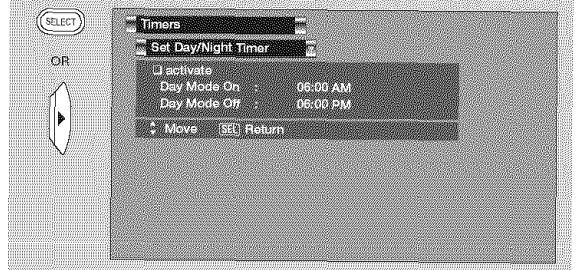 SELECT
OR
Timers
Set Day/Night Timer
❏ activate
Day Mode On : 06:00 AM
Day Mode Off : 06:00 PM
Move SEL Return